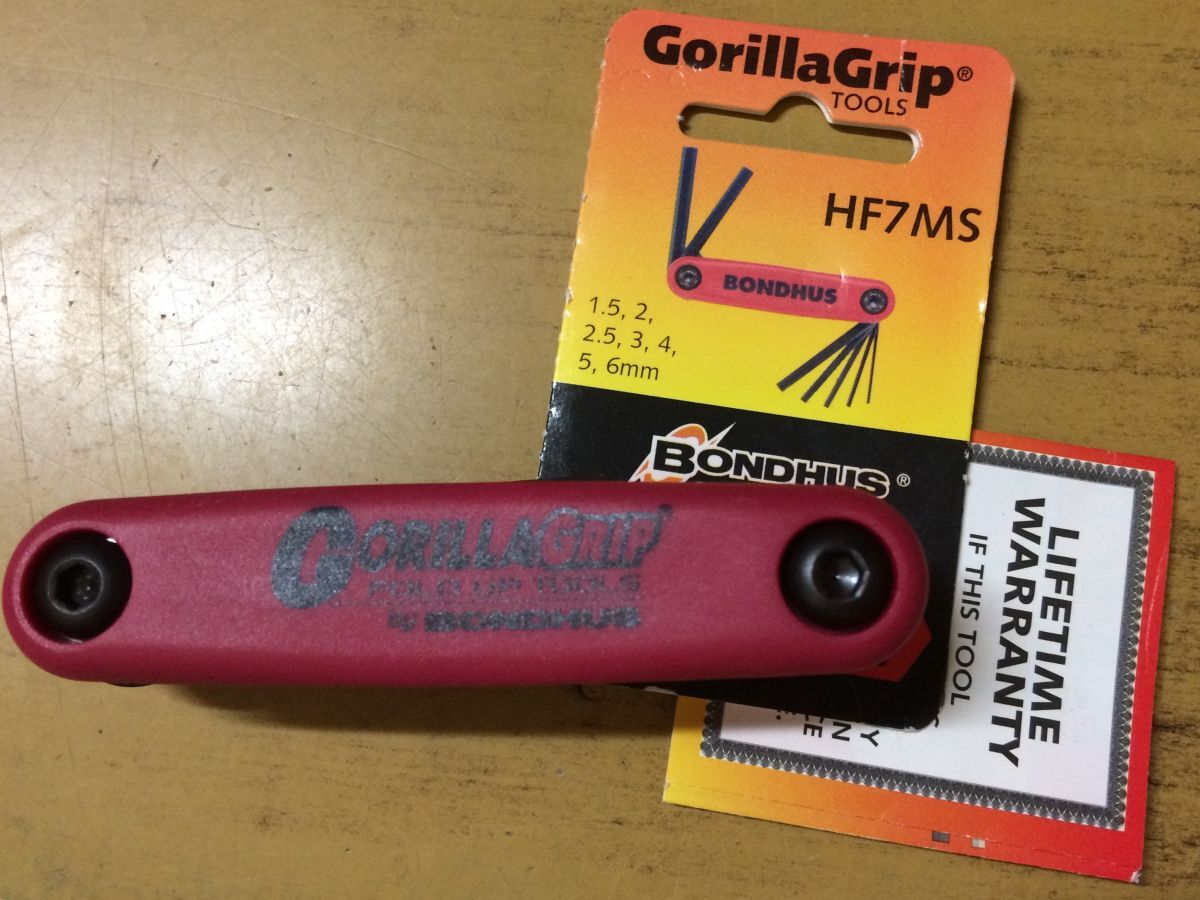 GorillaGrip®
TOOLS
HF7MS
BONDHUS
1.5, 2,
2.5, 3, 4,
5, 6mm
BONDHUS®
GORILLAGRIP
FOLD UP TOOLS
by BONDHUS
LIFETIME
WARRANTY
IF THIS TOOL